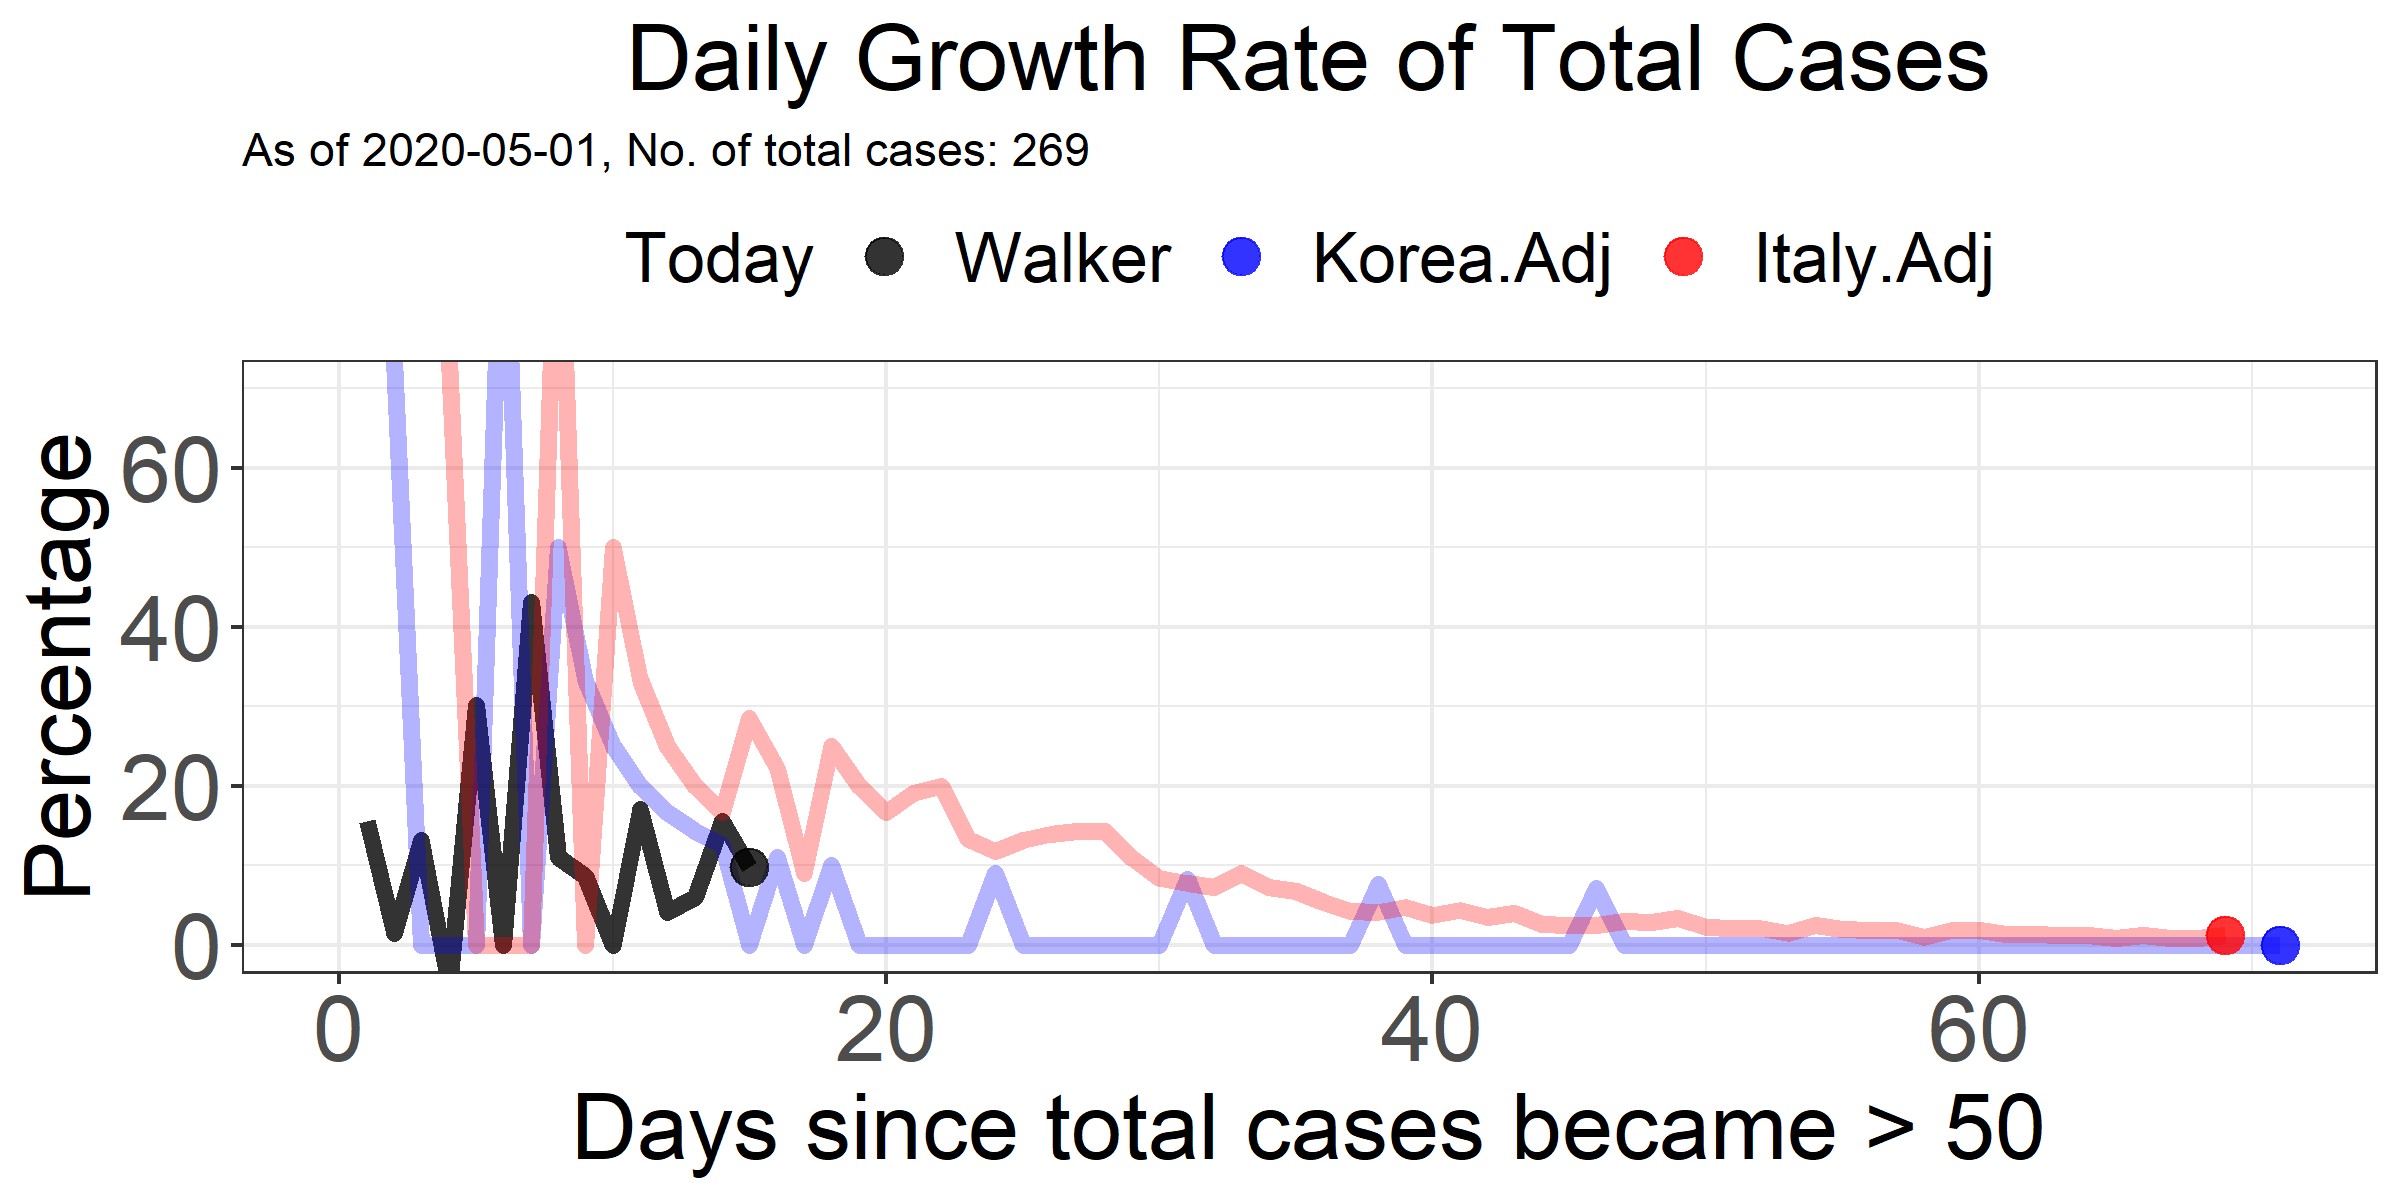 Daily Growth Rate of Total Cases
As of 2020-05-01, No. of total cases: 269
Today Walker Korea.Adj Italy.Adj
Percentage
60
40
20
0
0 20 40 60
Days since total cases became > 50